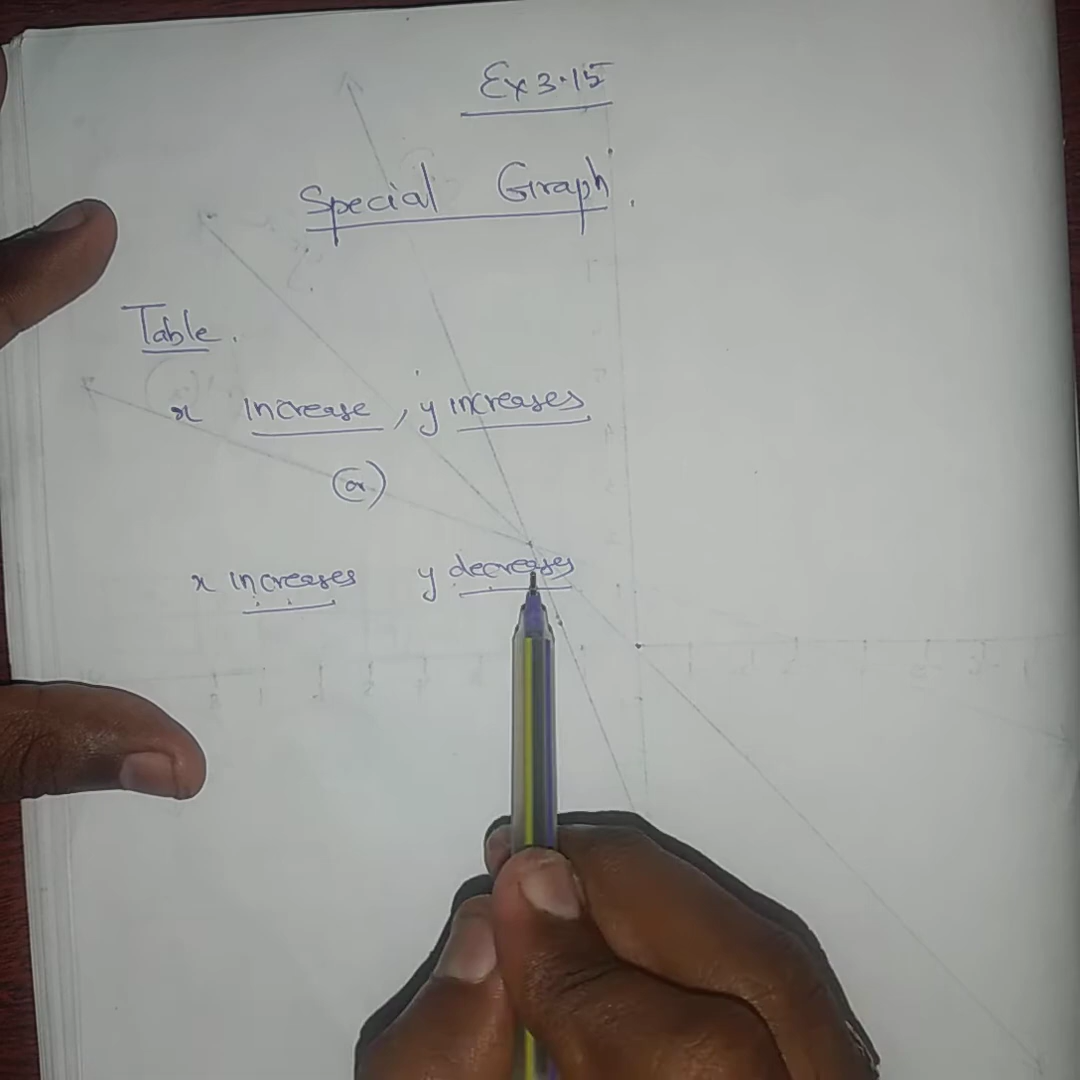 Ex 3.15
Special Graph.
Table.
x increase, y increases
(or)
x increases y decreases